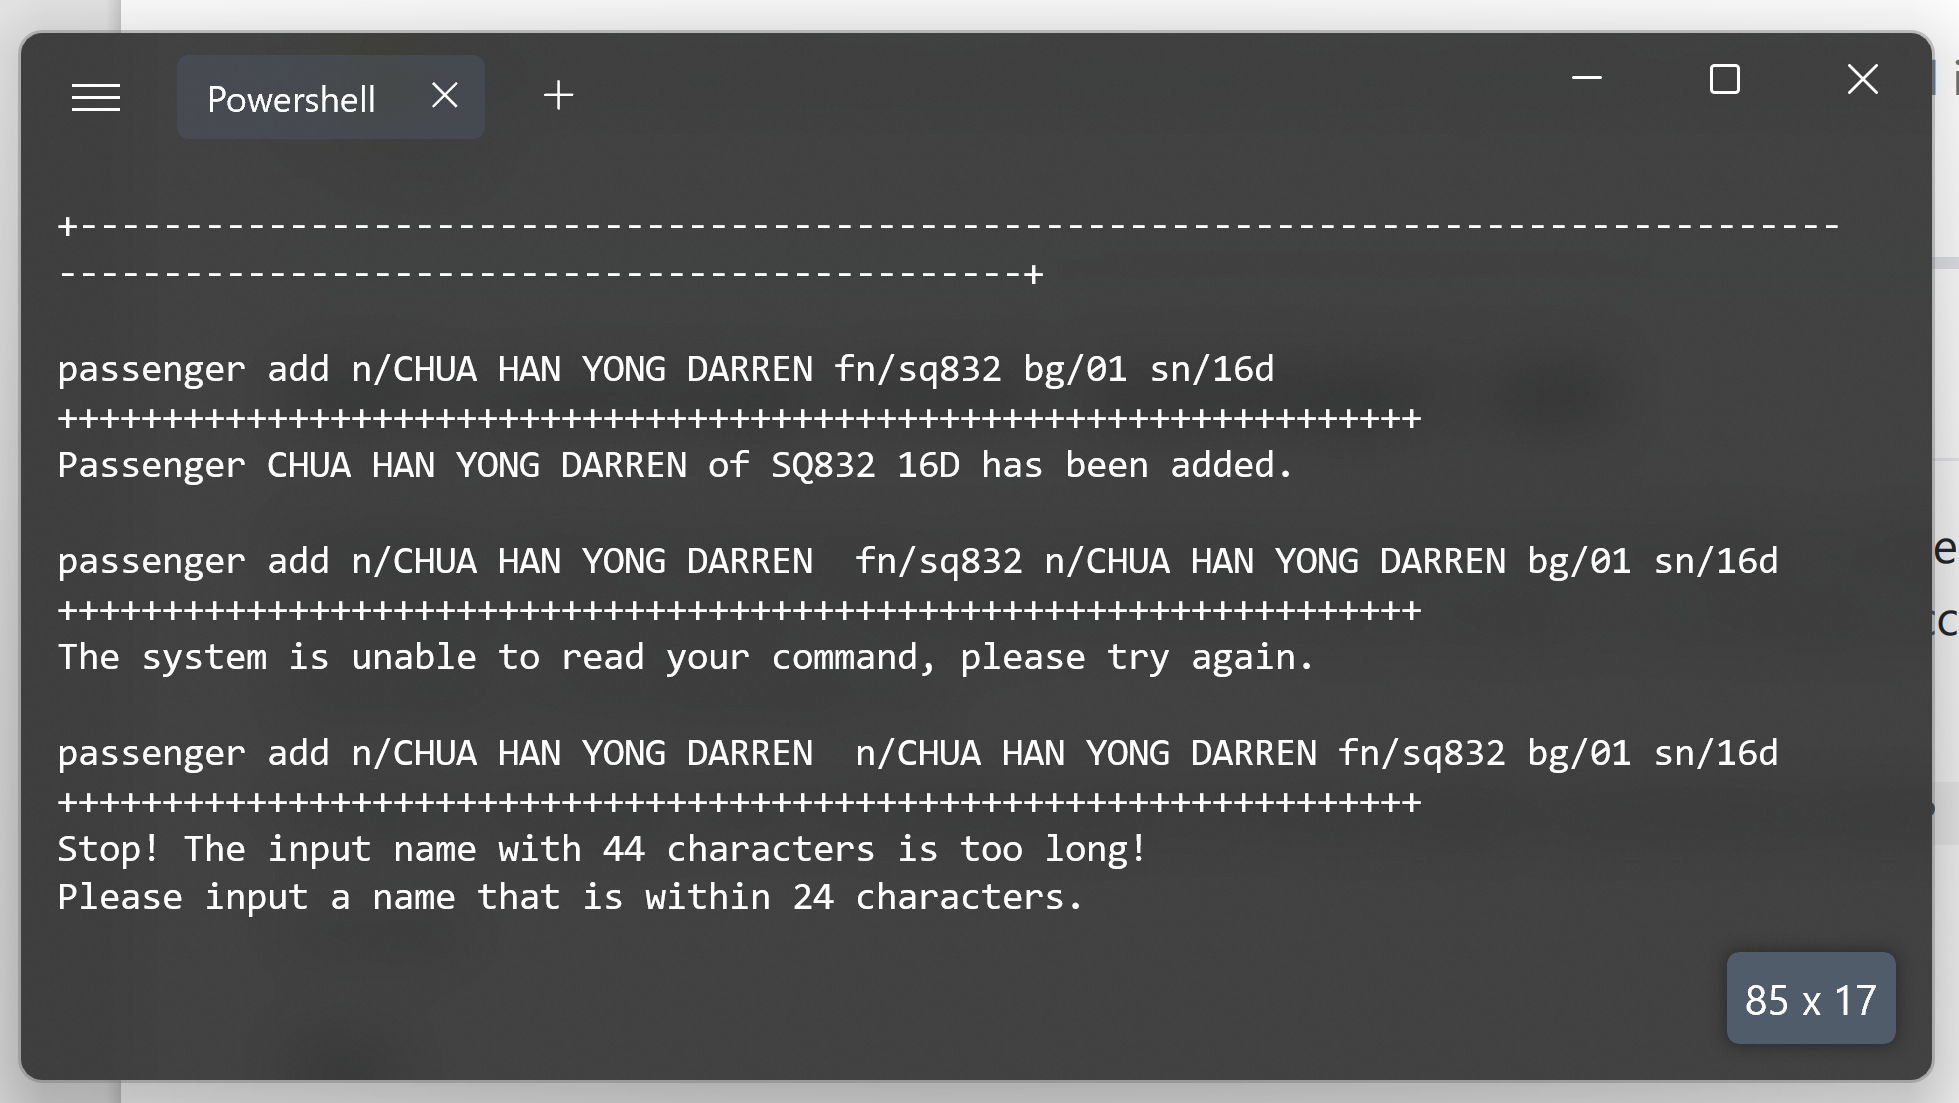 Powershell
+------------------------------------------------------------------------------------
----------------------------------------------+
passenger add n/CHUA HAN YONG DARREN fn/sq832 bg/01 sn/16d
+++++++++++++++++++++++++++++++++++++++++++++++++++++++++++++++++
Passenger CHUA HAN YONG DARREN of SQ832 16D has been added.
passenger add n/CHUA HAN YONG DARREN  fn/sq832 n/CHUA HAN YONG DARREN bg/01 sn/16d
+++++++++++++++++++++++++++++++++++++++++++++++++++++++++++++++++
The system is unable to read your command, please try again.
passenger add n/CHUA HAN YONG DARREN  n/CHUA HAN YONG DARREN fn/sq832 bg/01 sn/16d
+++++++++++++++++++++++++++++++++++++++++++++++++++++++++++++++++
Stop! The input name with 44 characters is too long!
Please input a name that is within 24 characters.
85 x 17